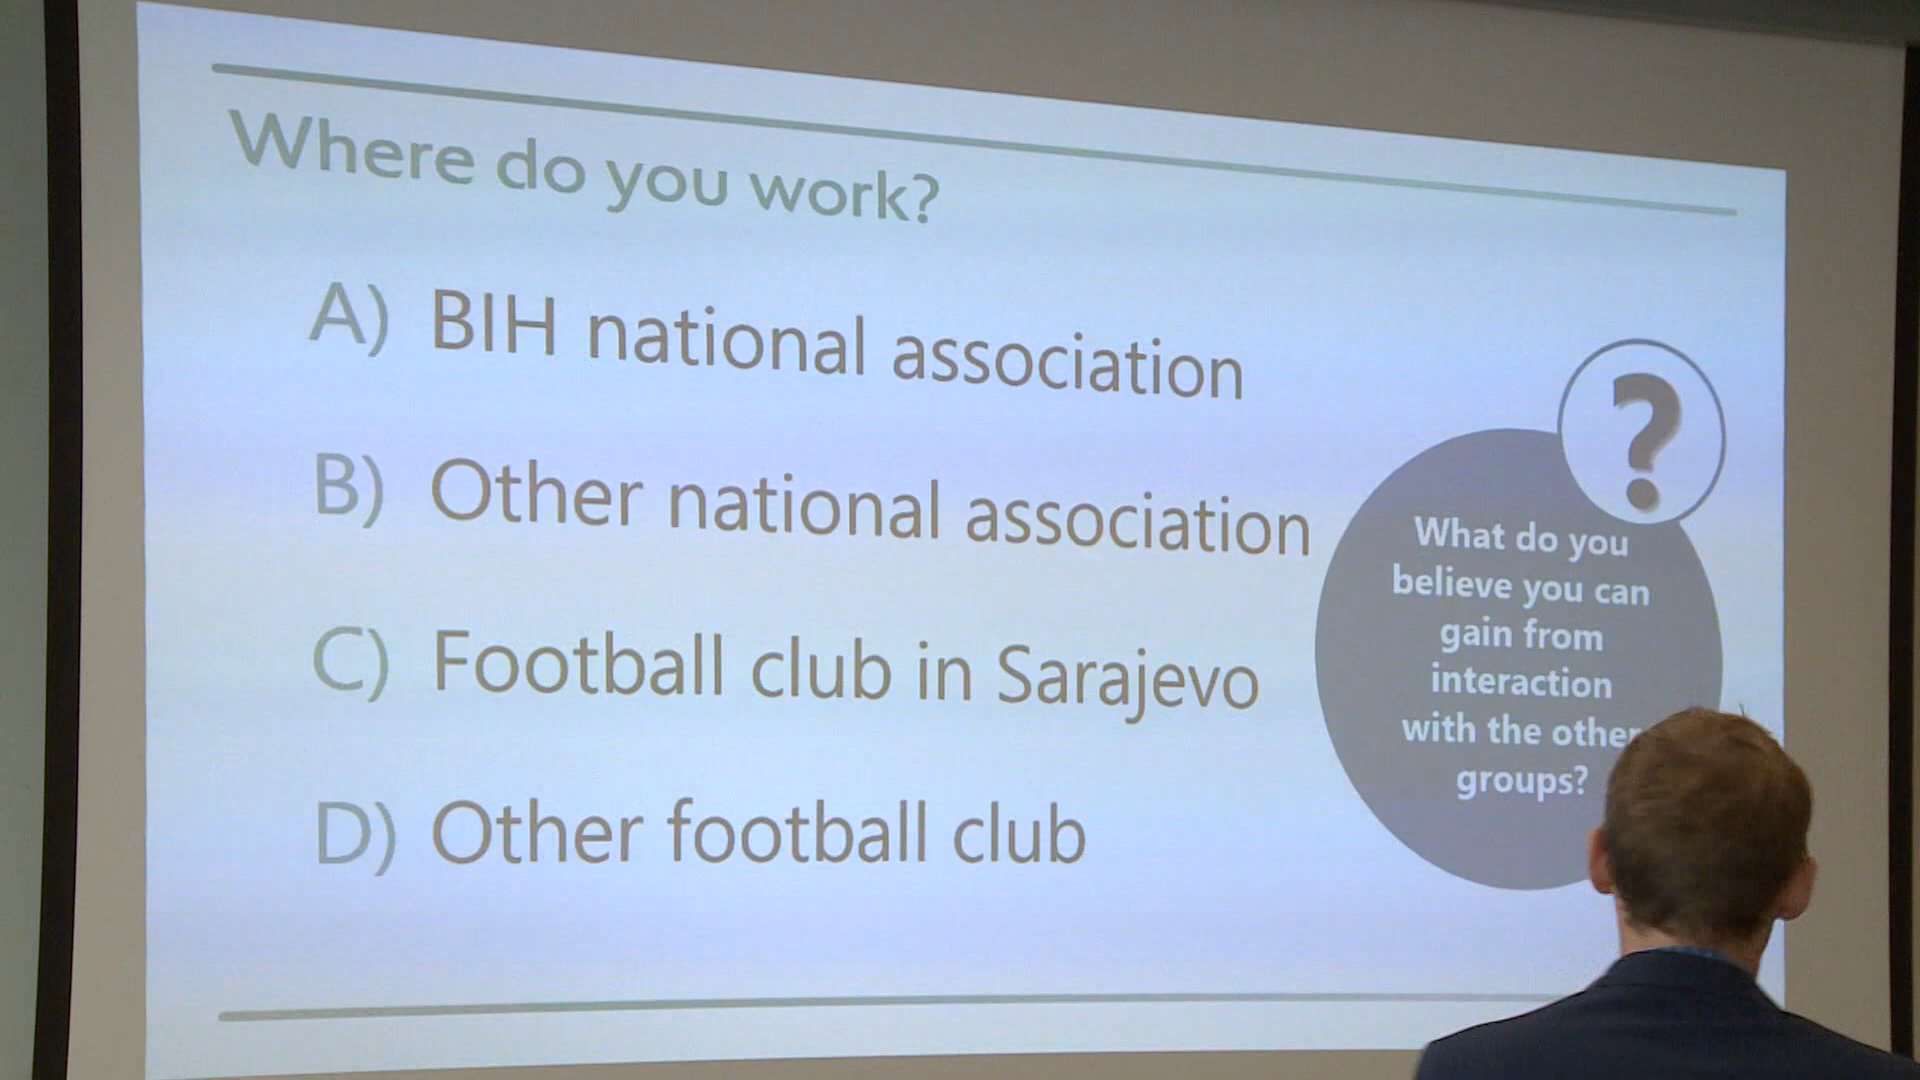 Where do you work?
A) BIH national association
B) Other national association
C) Football club in Sarajevo
D) Other football club
?
What do you
believe you can
gain from
interaction
with the other
groups?